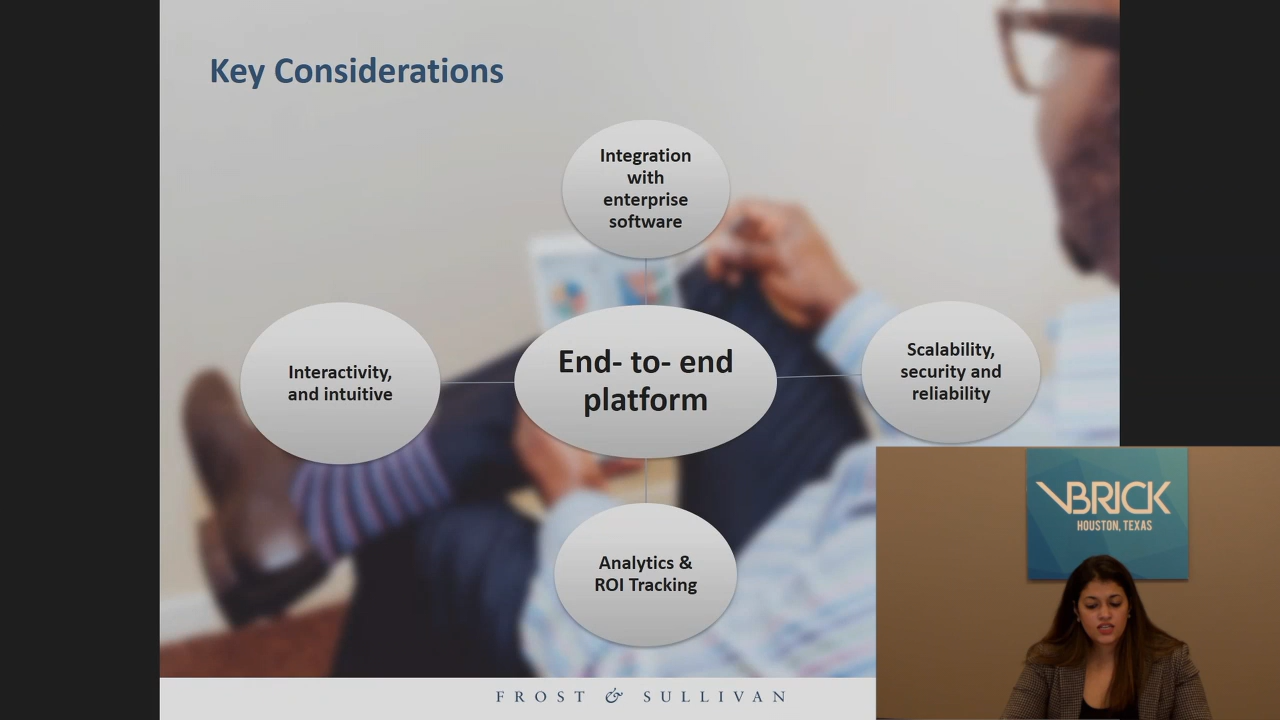 Key Considerations
Integration
with
enterprise
software
Interactivity,
and intuitive
End- to- end
platform
Scalability,
security and
reliability
Analytics &
ROI Tracking
VBRICK
HOUSTON, TEXAS
FROST & SULLIVAN